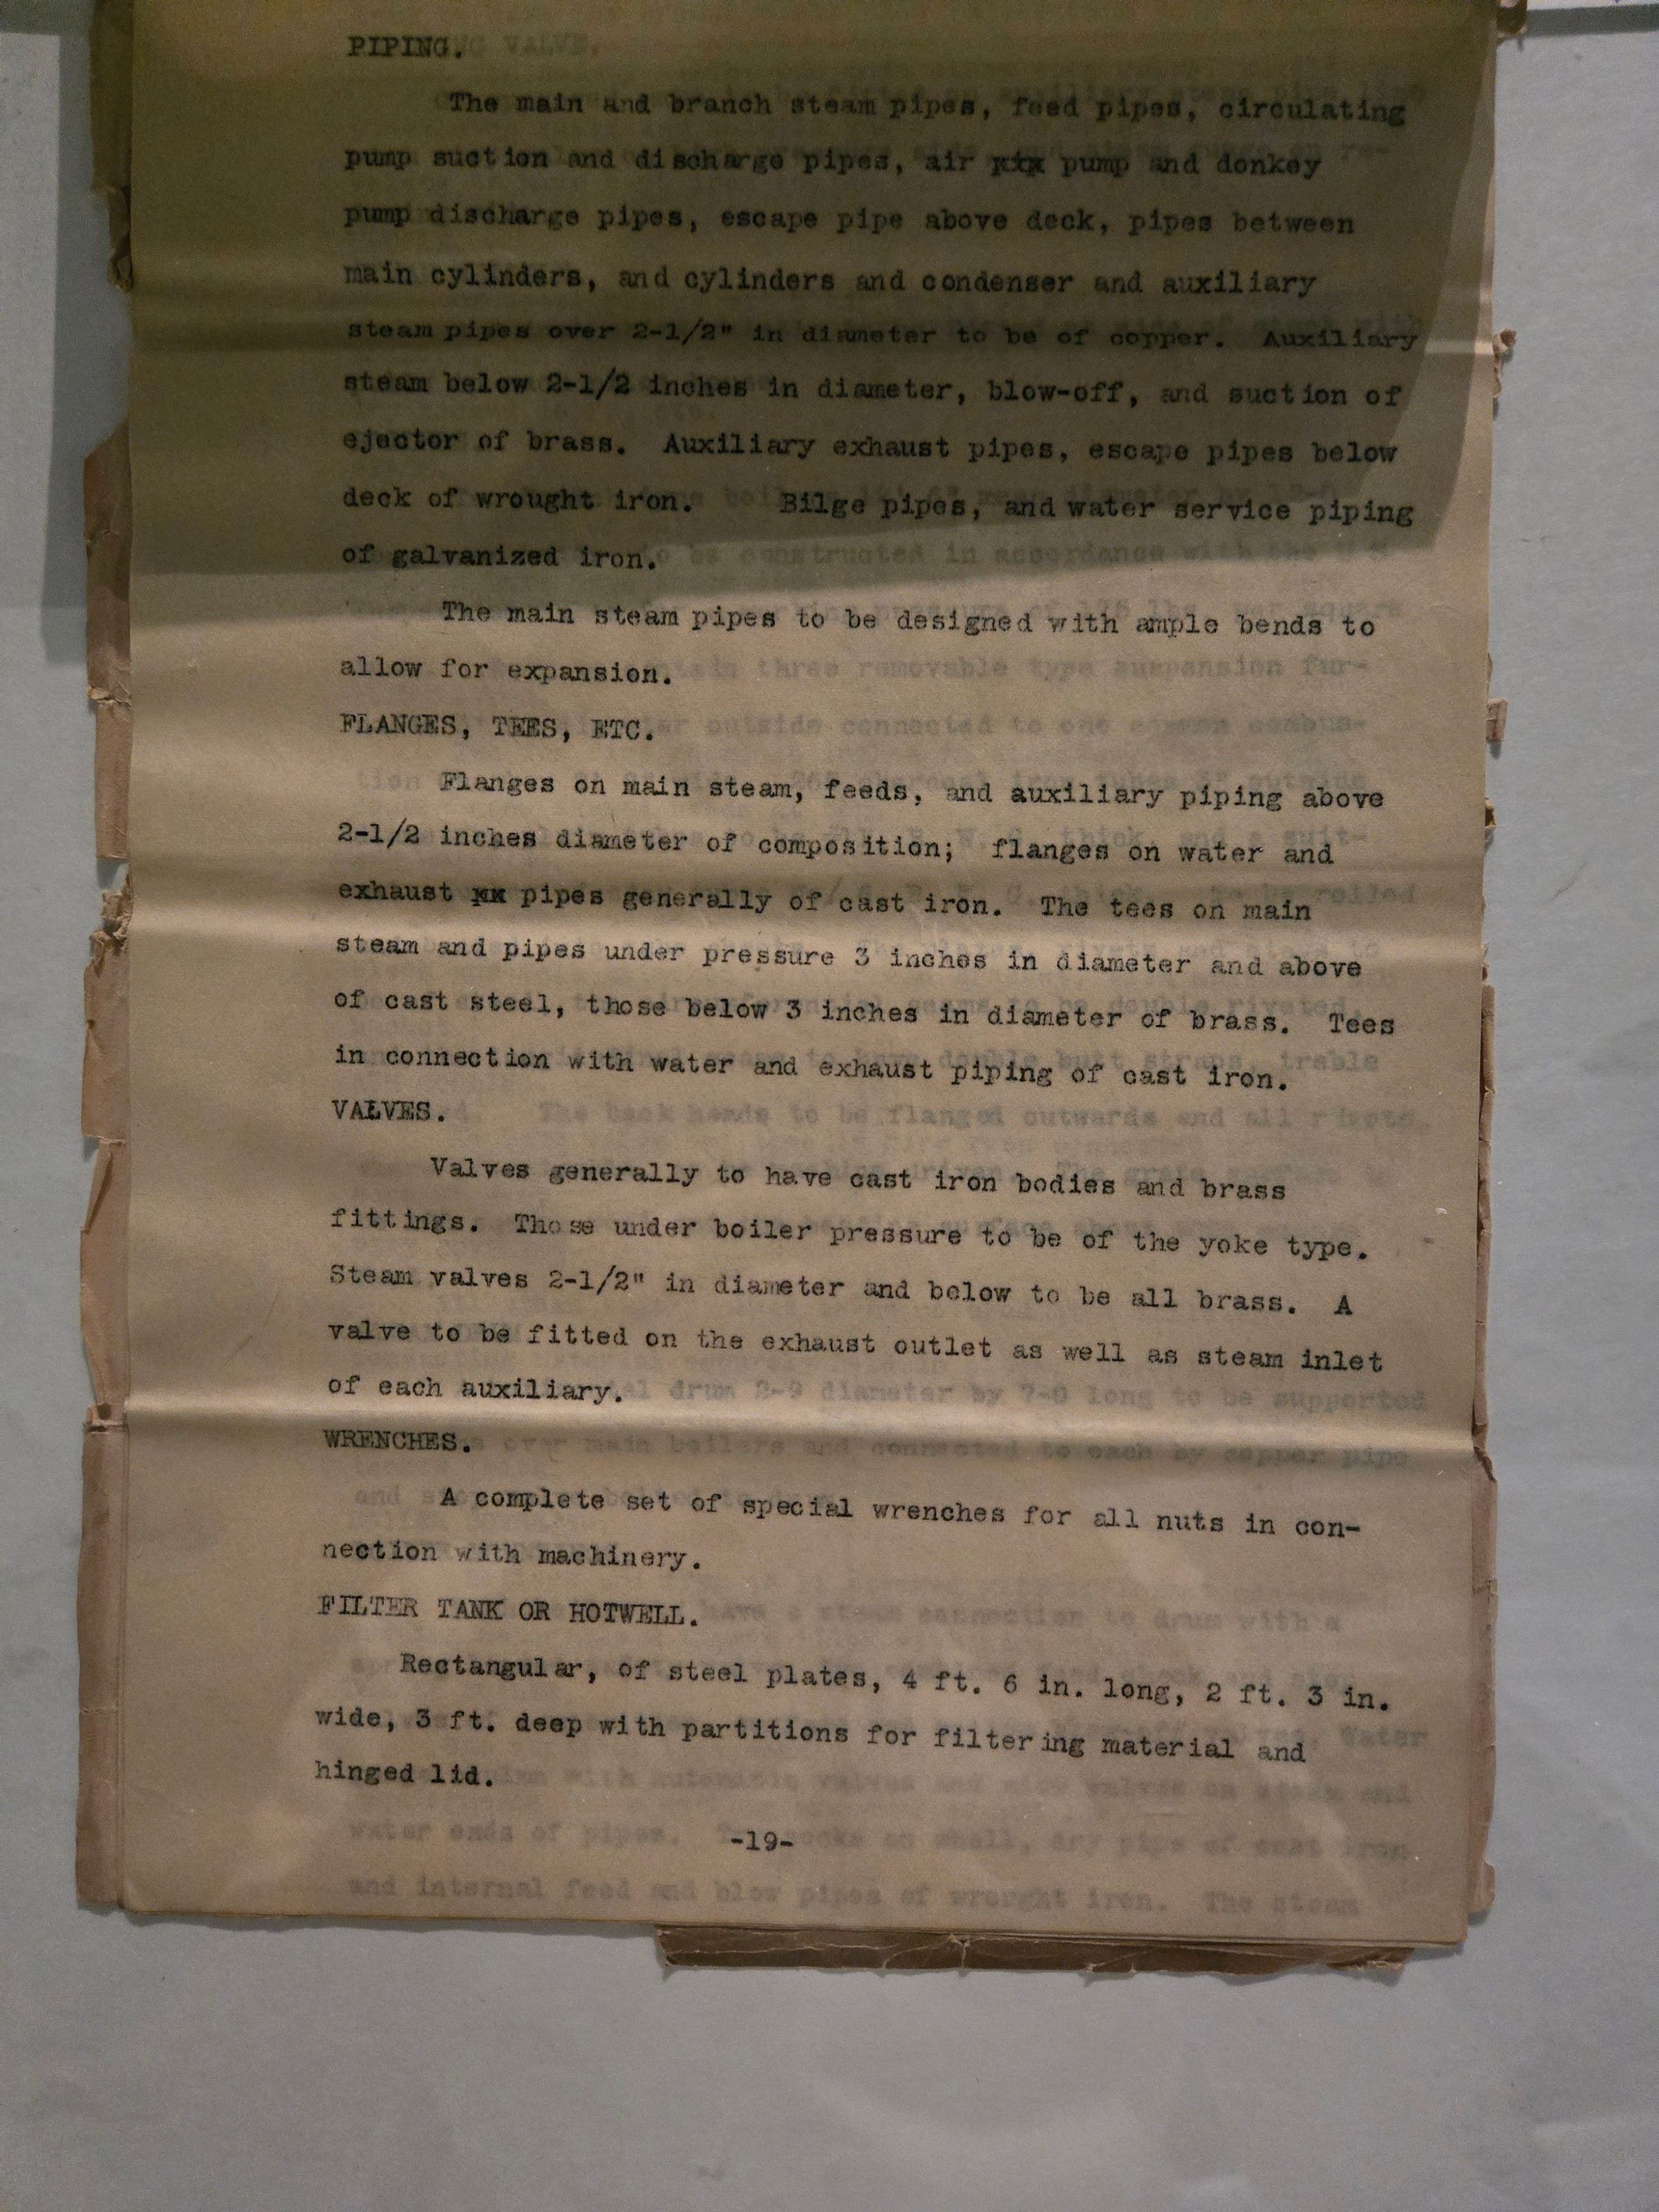 PIPING.
The main and branch steam pipes, feed pipes, circulating
pump suction and discharge pipes, air xix pump and donkey
pump discharge pipes, escape pipe above deck, pipes between
main cylinders, and cylinders and condenser and auxiliary
steam pipes over 2-1/2" in diameter to be of copper. Auxiliary
steam below 2-1/2 inches in diameter, blow-off, and suction of
ejector of brass. Auxiliary exhaust pipes, escape pipes below
deck of wrought iron. Bilge pipes, and water service piping
of galvanized iron.
The main steam pipes to be designed with ample bends to
allow for expansion.
FLANGES, TEES, ETC.
Flanges on main steam, feeds, and auxiliary piping above
2-1/2 inches diameter of composition; flanges on water and
exhaust xx pipes generally of cast iron. The tees on main
steam and pipes under pressure 3 inches in diameter and above
of cast steel, those below 3 inches in diameter of brass. Tees
in connection with water and exhaust piping of cast iron.
VALVES.
Valves generally to have cast iron bodies and brass
fittings. Those under boiler pressure to be of the yoke type.
Steam valves 2-1/2" in diameter and below to be all brass. A
valve to be fitted on the exhaust outlet as well as steam inlet
of each auxiliary.
WRENCHES.
A complete set of special wrenches for all nuts in con-
nection with machinery.
FILTER TANK OR HOTWELL.
Rectangular, of steel plates, 4 ft. 6 in. long, 2 ft. 3 in.
wide, 3 ft. deep with partitions for filtering material and
hinged lid.
-19-